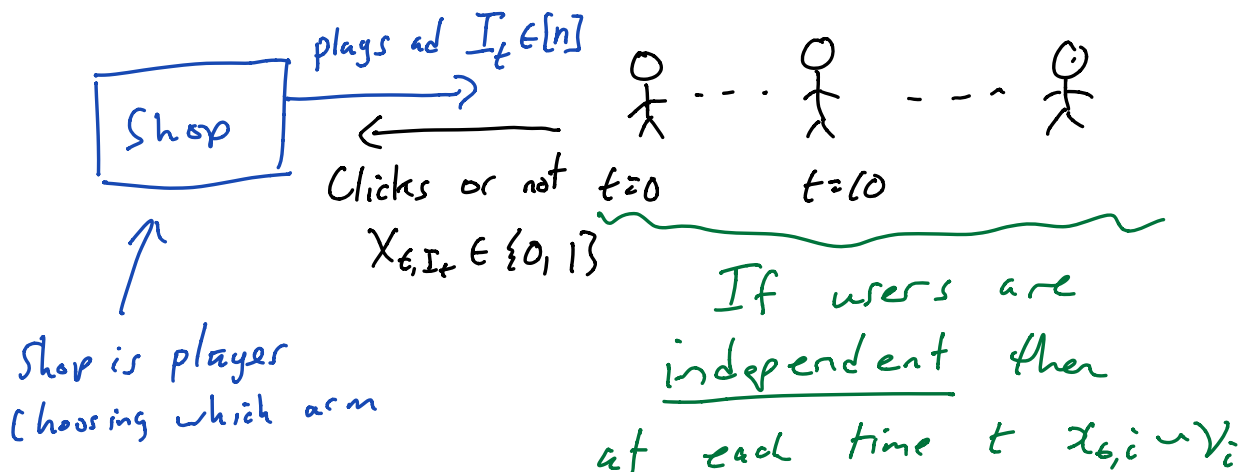 plays ad I_t ∈ [n]
Shop
Clicks or not
X_{t,I_t} ∈ {0, 1}
t=0
t=10
Shop is player
Choosing which arm
If users are
independent then
at each time t x_{t,i} ~ ν_i